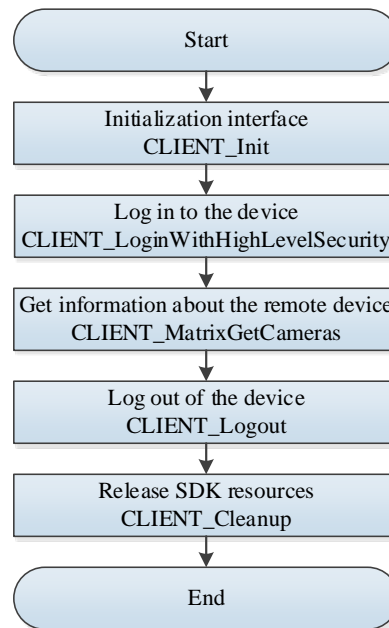 Start
Initialization interface
CLIENT_Init
Log in to the device
CLIENT_LoginWithHighLevelSecurity
Get information about the remote device
CLIENT_MatrixGetCameras
Log out of the device
CLIENT_Logout
Release SDK resources
CLIENT_Cleanup
End